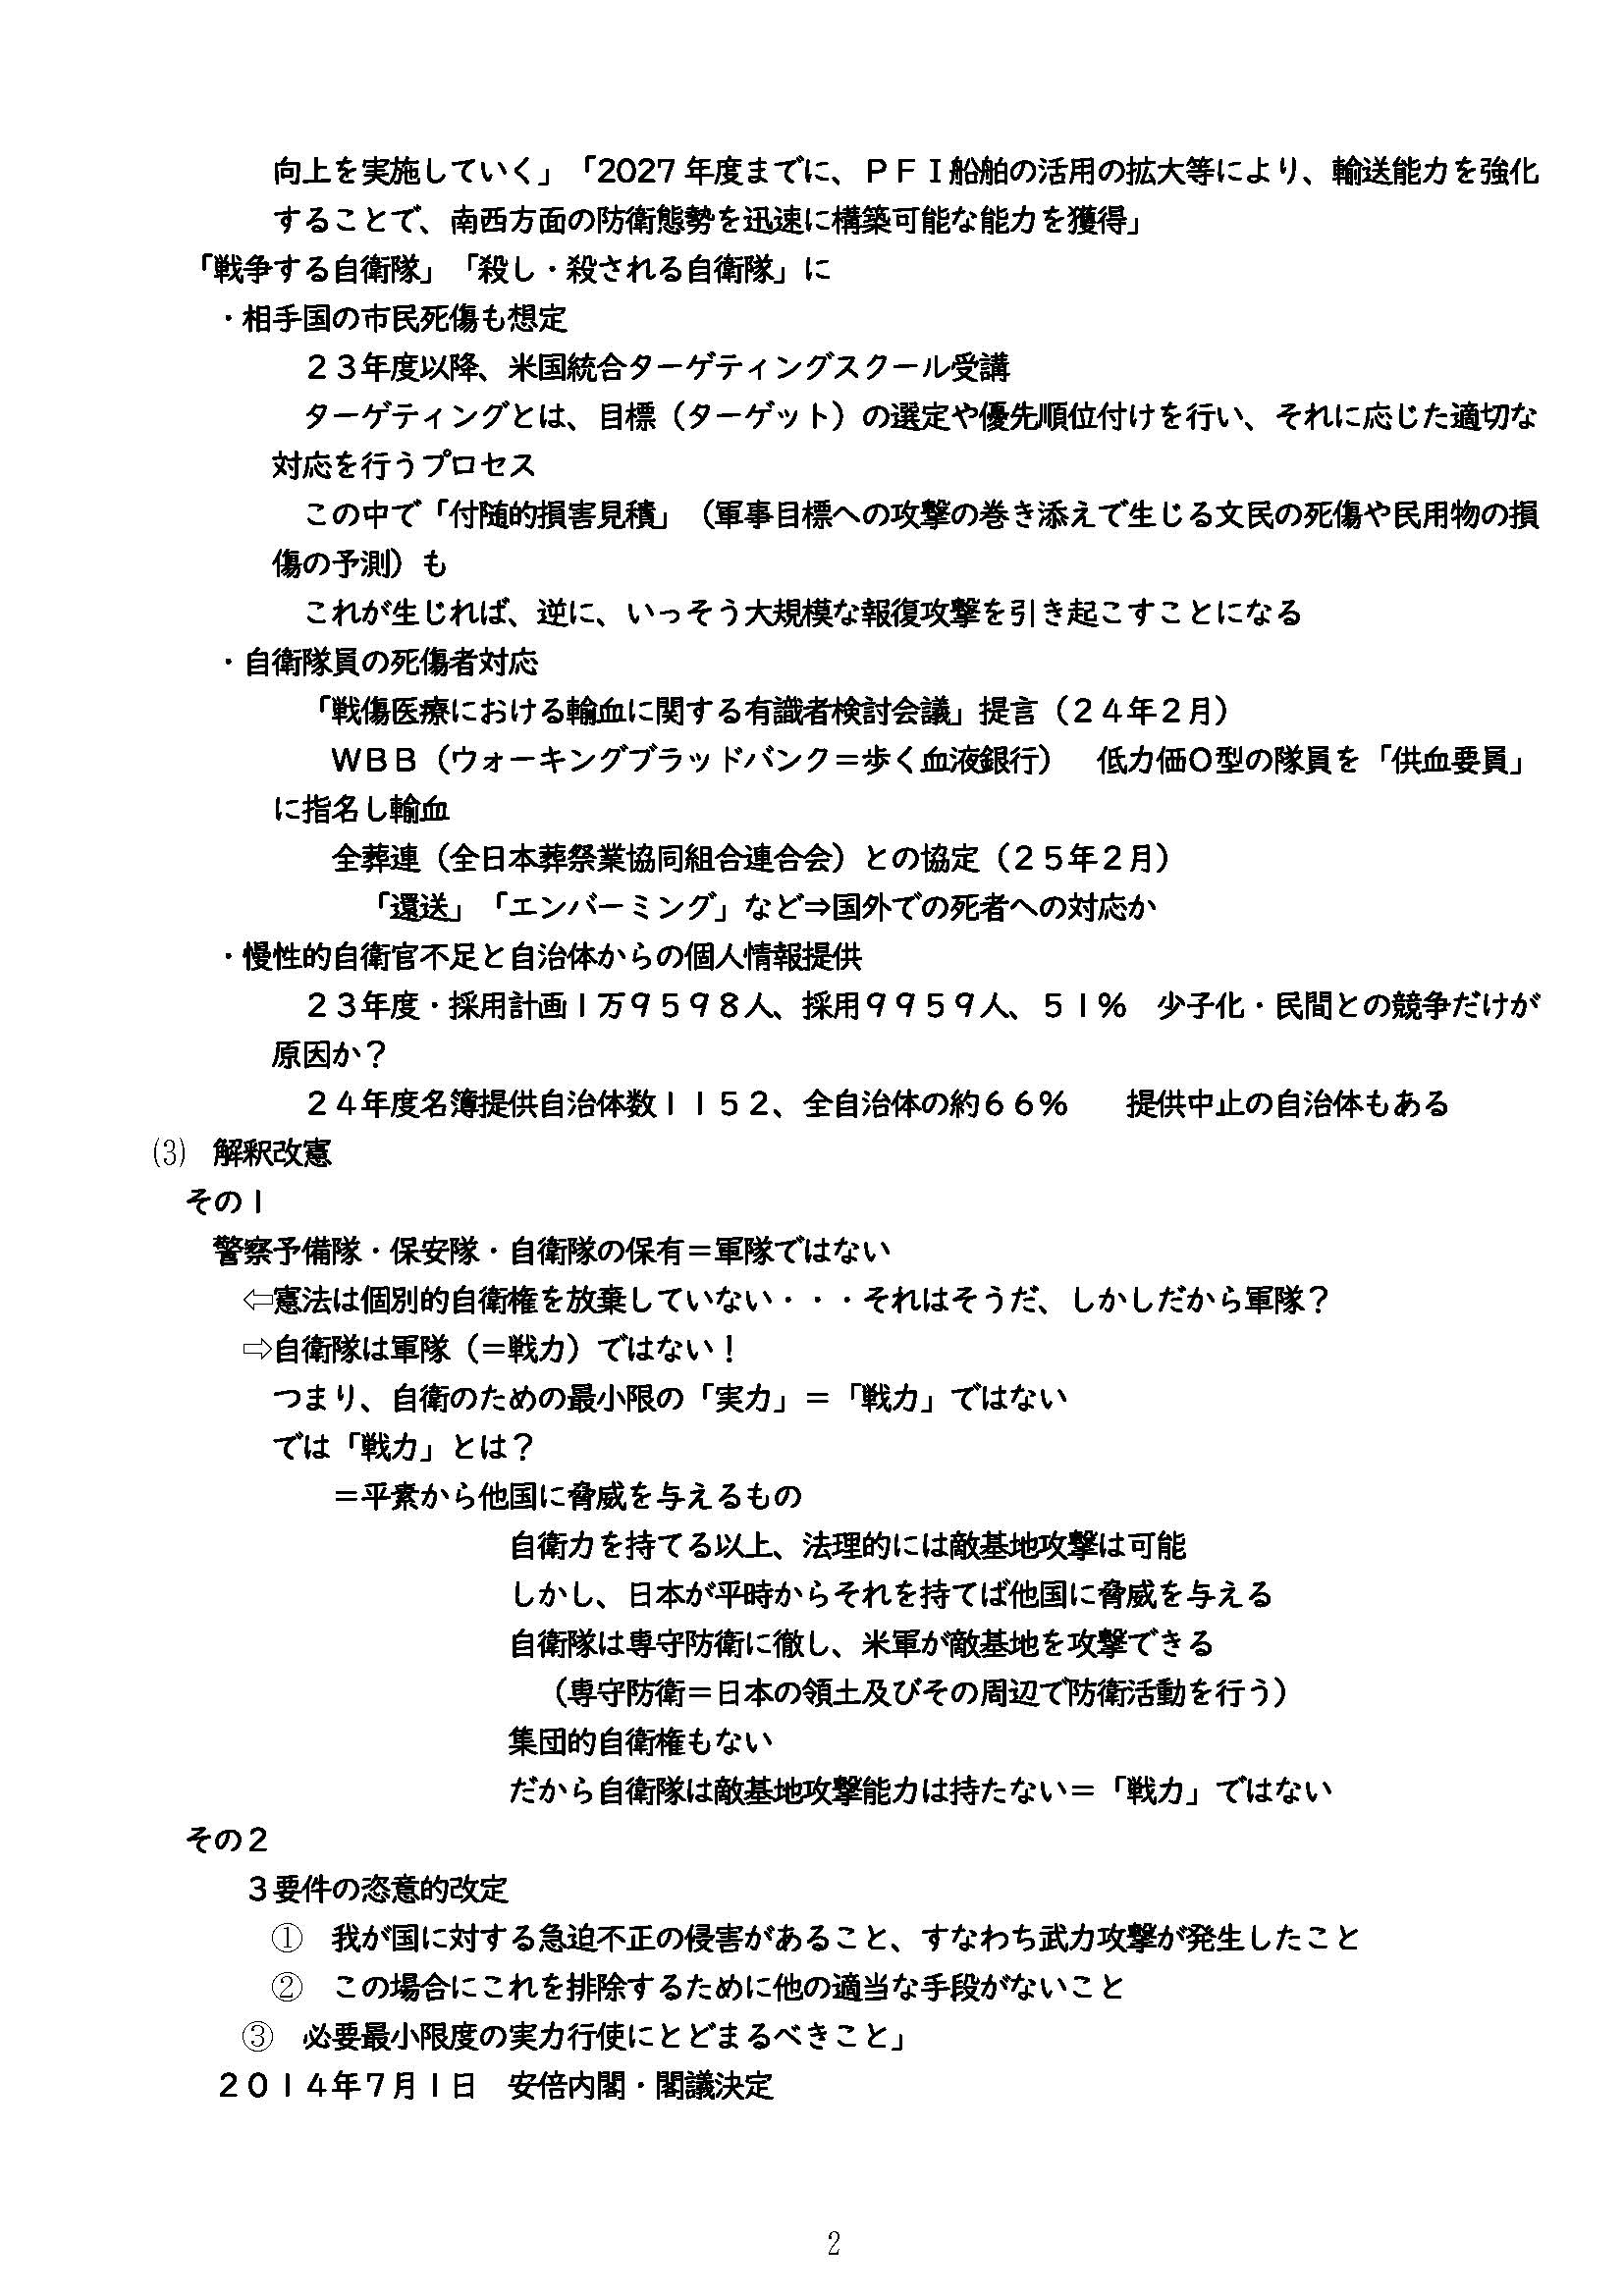 向上を実施していく」「2027 年度までに、ＰＦＩ船舶の活用の拡大等により、輸送能力を強化
することで、南西方面の防衛態勢を迅速に構築可能な能力を獲得」
「戦争する自衛隊」「殺し・殺される自衛隊」に
・相手国の市民死傷も想定
２３年度以降、米国統合ターゲティングスクール受講
ターゲティングとは、目標（ターゲット）の選定や優先順位付けを行い、それに応じた適切な
対応を行うプロセス
この中で「付随的損害見積」（軍事目標への攻撃の巻き添えで生じる文民の死傷や民用物の損
傷の予測）も
これが生じれば、逆に、いっそう大規模な報復攻撃を引き起こすことになる
・自衛隊員の死傷者対応
「戦傷医療における輸血に関する有識者検討会議」提言（２４年２月）
ＷＢＢ（ウォーキングブラッドバンク＝歩く血液銀行）　低力価Ｏ型の隊員を「供血要員」
に指名し輸血
全葬連（全日本葬祭業協同組合連合会）との協定（２５年２月）
「還送」「エンバーミング」など⇒国外での死者への対応か
・慢性的自衛官不足と自治体からの個人情報提供
２３年度・採用計画１万９５９８人、採用９９５９人、５１％　少子化・民間との競争だけが
原因か？
２４年度名簿提供自治体数１１５２、全自治体の約６６％　　提供中止の自治体もある
⑶　解釈改憲
その１
警察予備隊・保安隊・自衛隊の保有＝軍隊ではない
⇦憲法は個別的自衛権を放棄していない・・・それはそうだ、しかしだから軍隊？
⇨自衛隊は軍隊（＝戦力）ではない！
つまり、自衛のための最小限の「実力」＝「戦力」ではない
では「戦力」とは？
＝平素から他国に脅威を与えるもの
自衛力を持てる以上、法理的には敵基地攻撃は可能
しかし、日本が平時からそれを持てば他国に脅威を与える
自衛隊は専守防衛に徹し、米軍が敵基地を攻撃できる
（専守防衛＝日本の領土及びその周辺で防衛活動を行う）
集団的自衛権もない
だから自衛隊は敵基地攻撃能力は持たない＝「戦力」ではない
その２
３要件の恣意的改定
①　我が国に対する急迫不正の侵害があること、すなわち武力攻撃が発生したこと
②　この場合にこれを排除するために他の適当な手段がないこと
③　必要最小限度の実力行使にとどまるべきこと」
２０１４年７月１日　安倍内閣・閣議決定
2